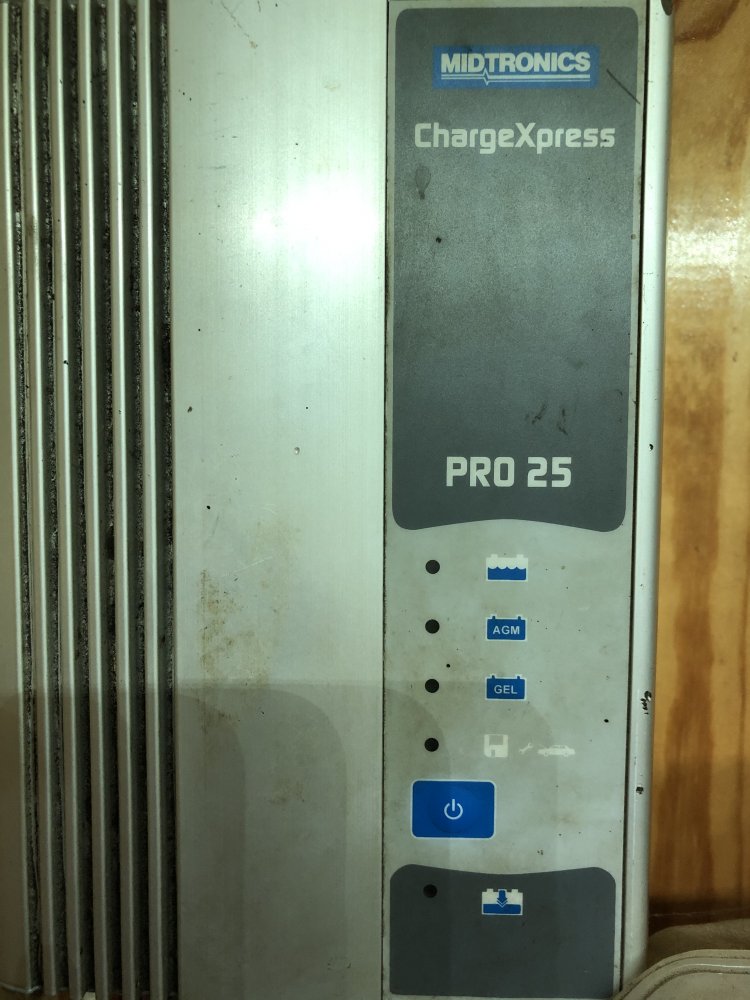 MIDTRONICS
ChargeXpress
PRO 25
AGM
GEL